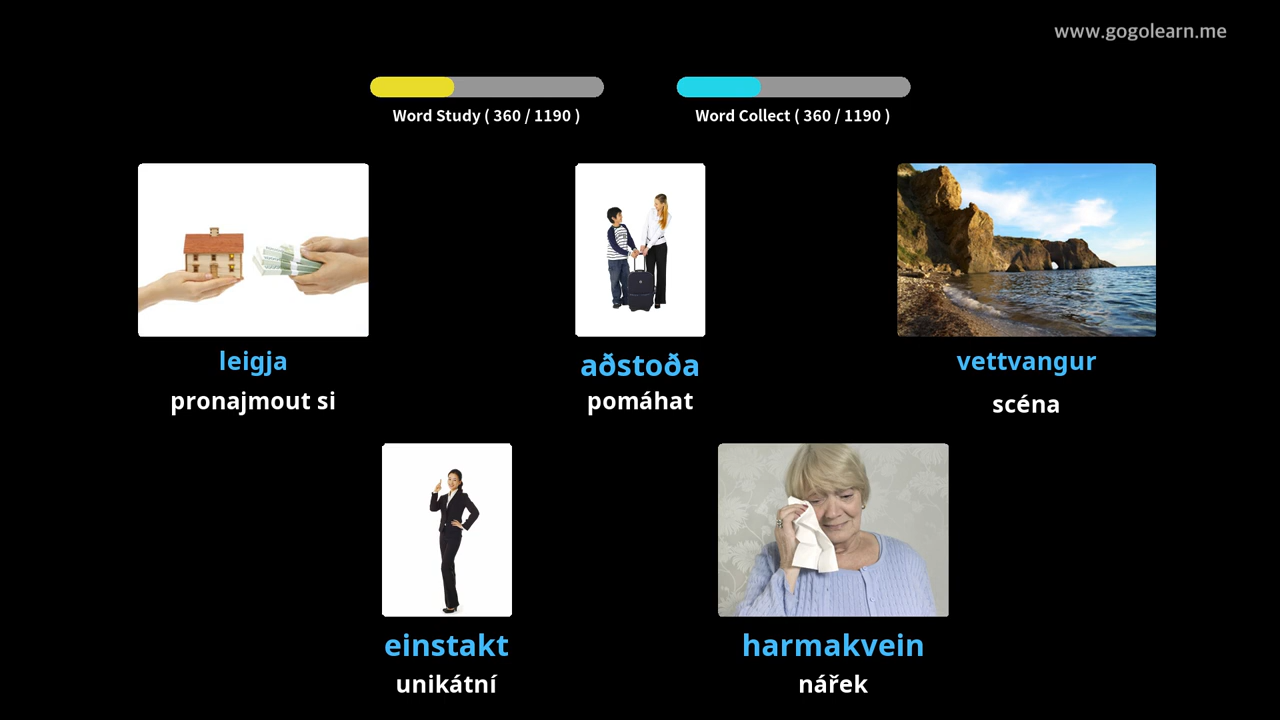 www.gogolearn.me
Word Study ( 360 / 1190 )
Word Collect ( 360 / 1190 )
leigja
pronajmout si
aðstoða
pomáhat
vettvangur
scéna
einstakt
unikátní
harmakvein
nářek